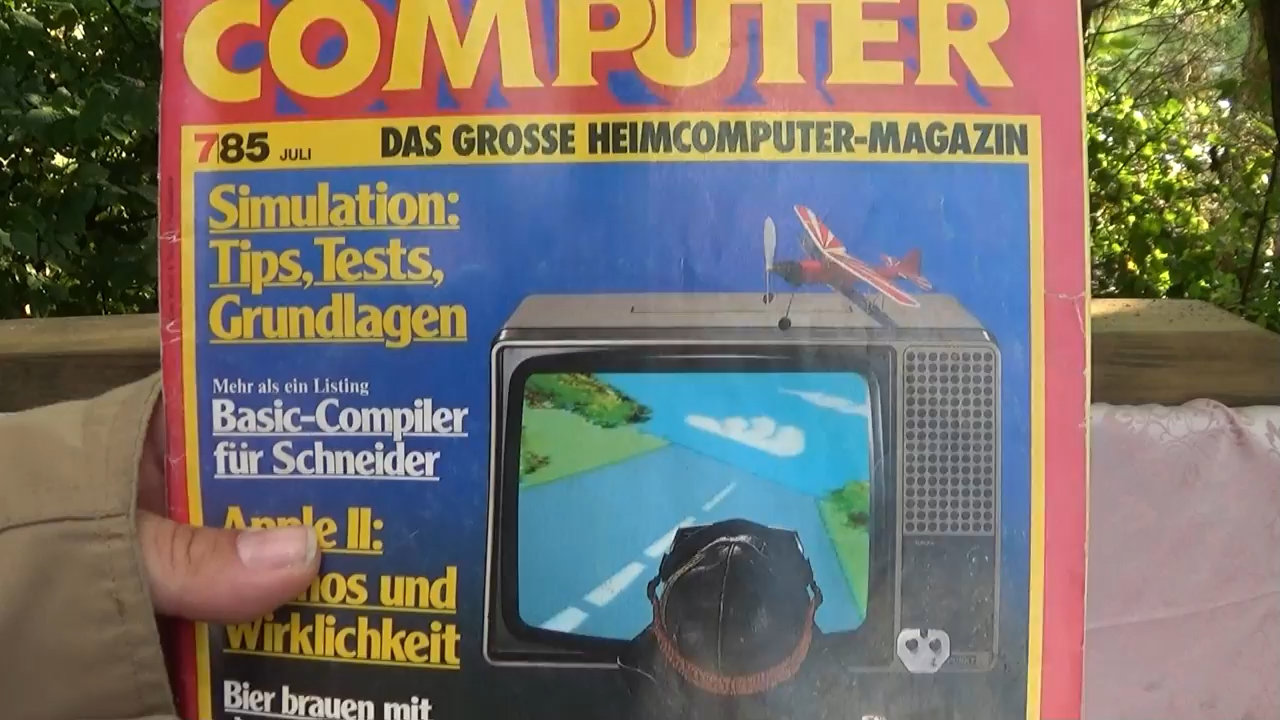 COMPUTER
7|85 JULI DAS GROSSE HEIMCOMPUTER-MAGAZIN
Simulation:
Tips, Tests,
Grundlagen
Mehr als ein Listing
Basic-Compiler
für Schneider
Apple II:
und
Wirklichkeit
Bier brauen mit